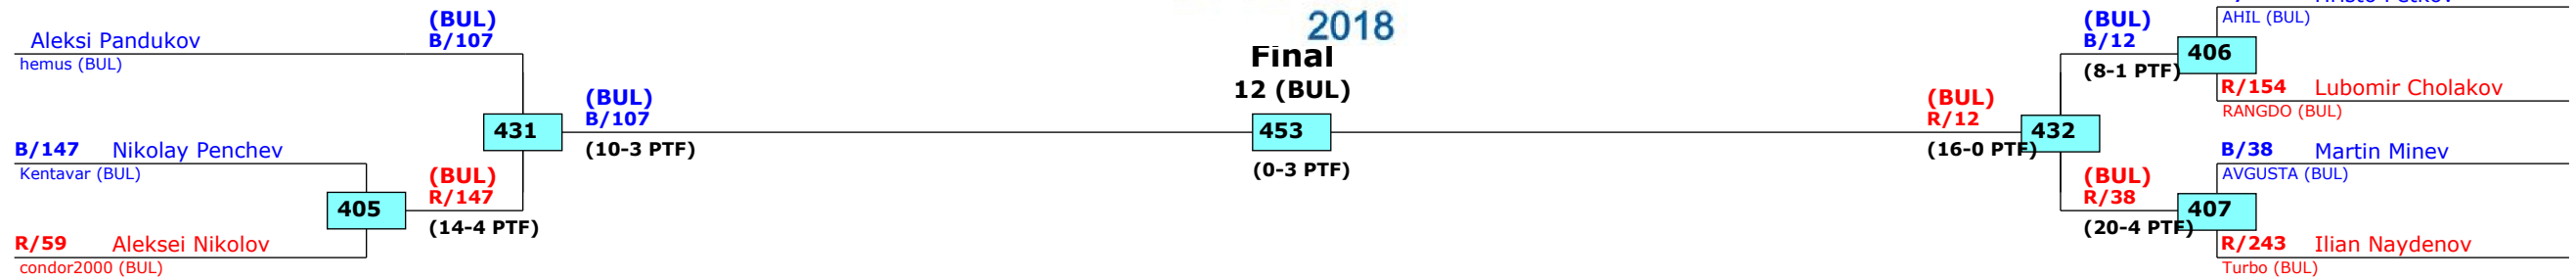 2018
Final
12 (BUL)
453
(0-3 PTF)
Aleksi Pandukov
hemus (BUL)
(BUL)
B/107
431
(BUL)
B/107
(10-3 PTF)
B/147 Nikolay Penchev
Kentavar (BUL)
405
(BUL)
R/147
(14-4 PTF)
R/59 Aleksei Nikolov
condor2000 (BUL)
(BUL)
R/12
(16-0 PTF)
432
(BUL)
B/12
(8-1 PTF)
406
AHIL (BUL)
R/154 Lubomir Cholakov
RANGDO (BUL)
B/38 Martin Minev
AVGUSTA (BUL)
(BUL)
R/38
(20-4 PTF)
407
R/243 Ilian Naydenov
Turbo (BUL)